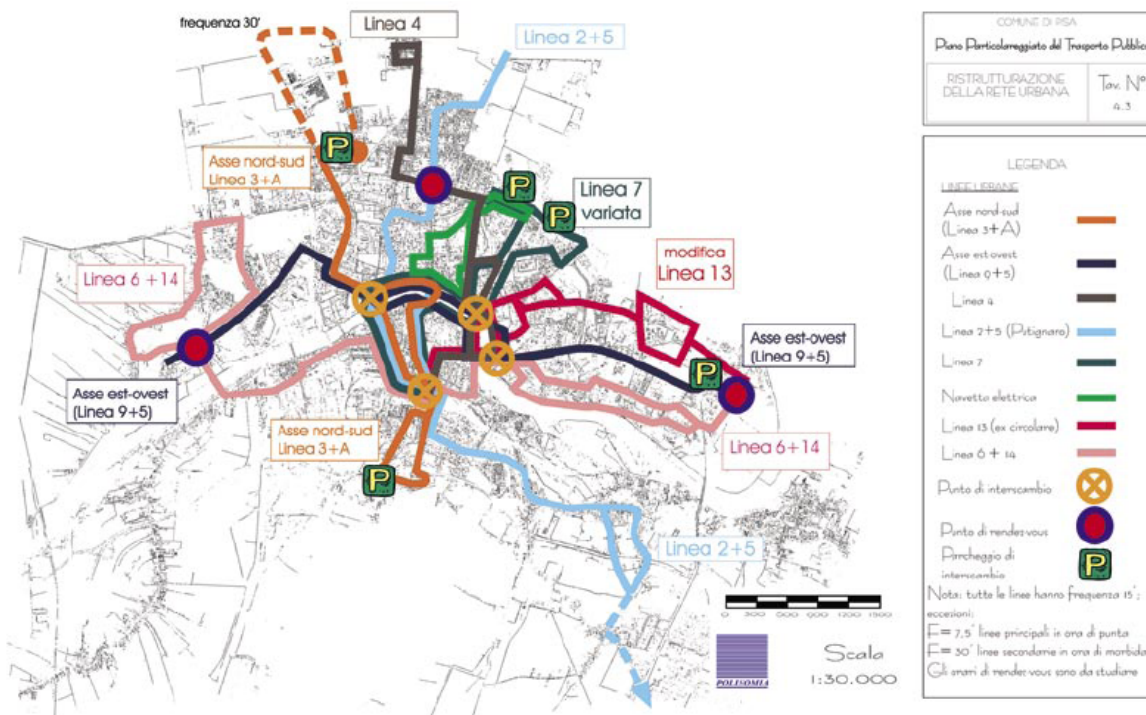 frequenza 30'
Linea 4
Linea 2+5
Asse nord-sud
Linea 3+A
Linea 7
variata
modifica
Linea 13
Linea 6+14
Asse est-ovest
(Linea 9+5)
Asse est-ovest
(Linea 9+5)
Asse nord-sud
Linea 3+A
Linea 6+14
Linea 2+5
P
P
P
P
P
0 300 600 900 1200 1500
POLINOMIA
Scala
1:30.000
COMUNE DI PISA
Piano Particolareggiato del Trasporto Pubblico
RISTRUTTURAZIONE
DELLA RETE URBANA
Tav. N°
4.3
LEGENDA
LINEE URBANE
Asse nord-sud
(Linea 3+A)
Asse est-ovest
(Linea 9+5)
Linea 4
Linea 2+5 (Putignano)
Linea 7
Navetta elettrica
Linea 13 (ex circolare)
Linea 6 + 14
Punto di interscambio
Punto di rendez-vous
Parcheggio di
interscambio
P
Nota: tutte le linee hanno frequenza 15';
eccezioni:
F= 7,5' linee principali in ora di punta
F= 30' linee secondarie in ora di morbida
Gli orari di rendez-vous sono da studiare